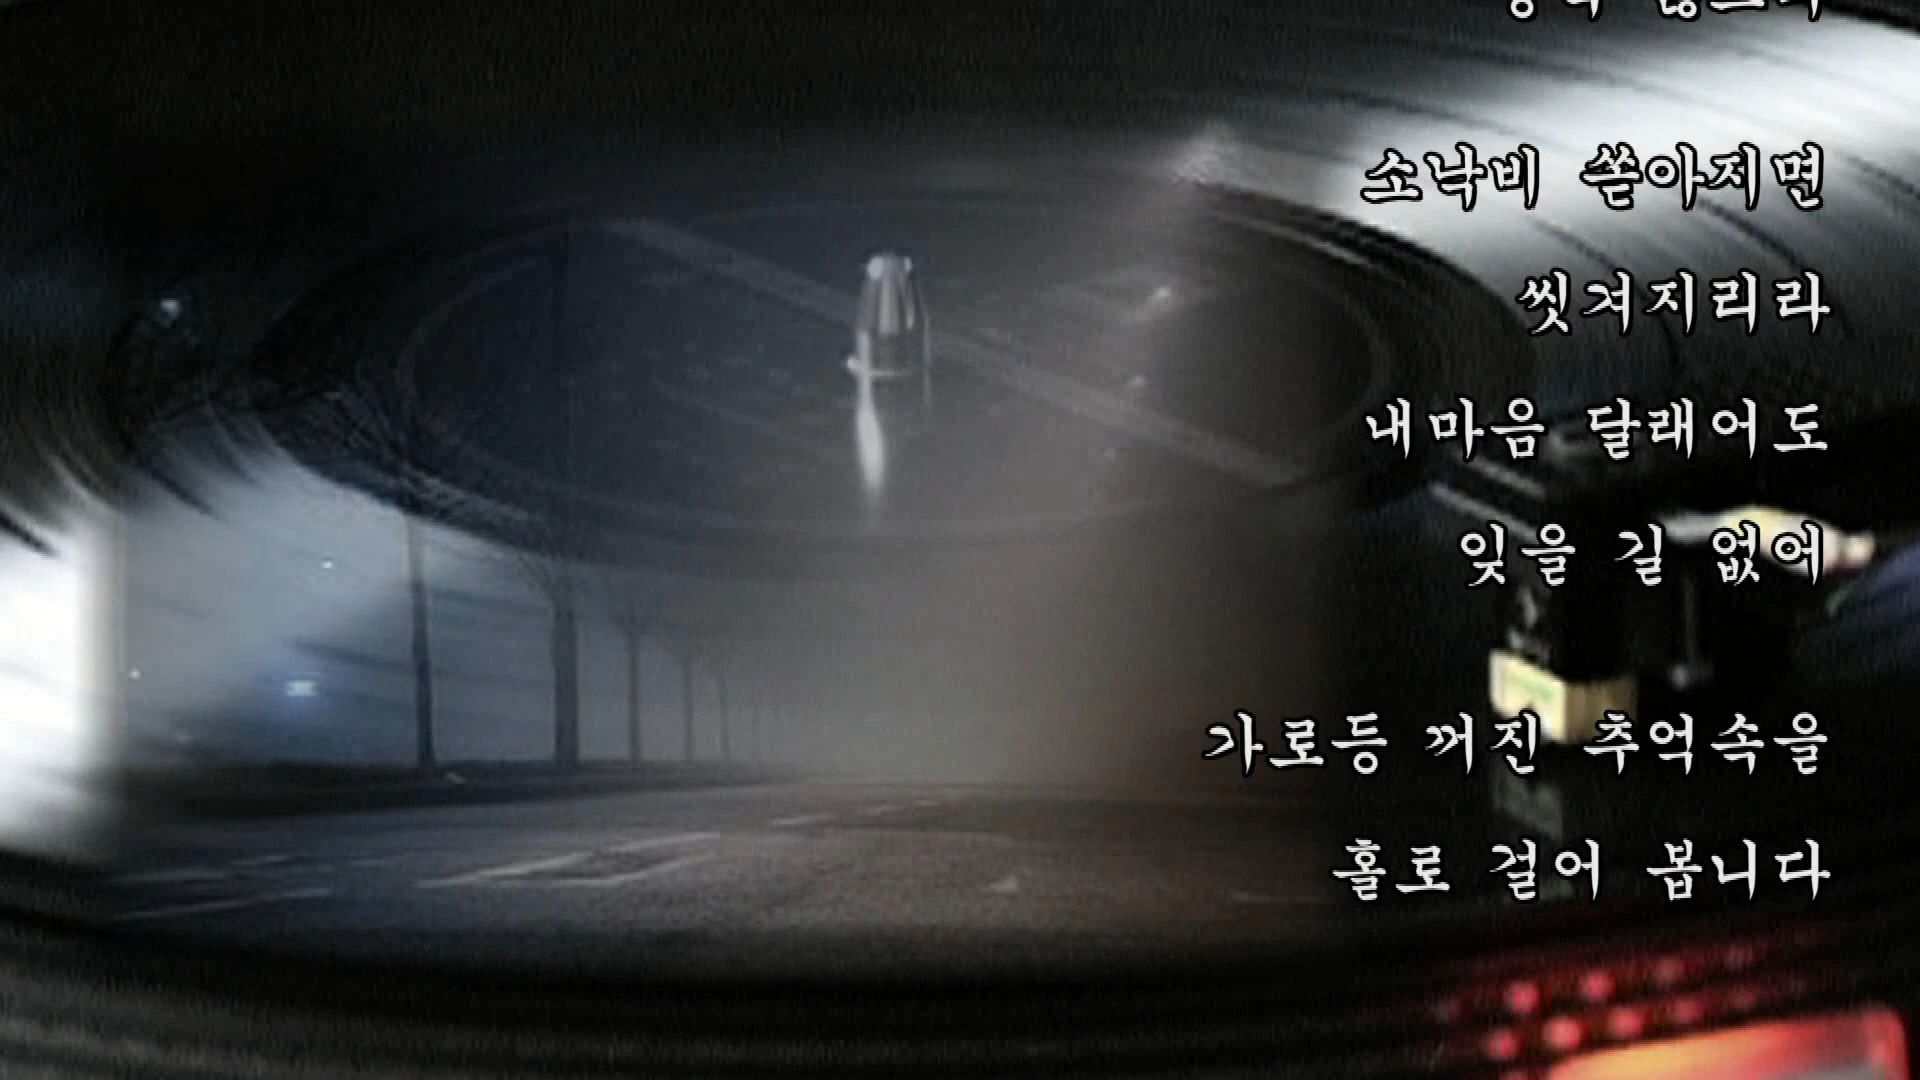 소낙비 쏟아지면
씻겨지리라
내마음 달래어도
잊을 길 없어
가로등 꺼진 추억속을
홀로 걸어 봅니다